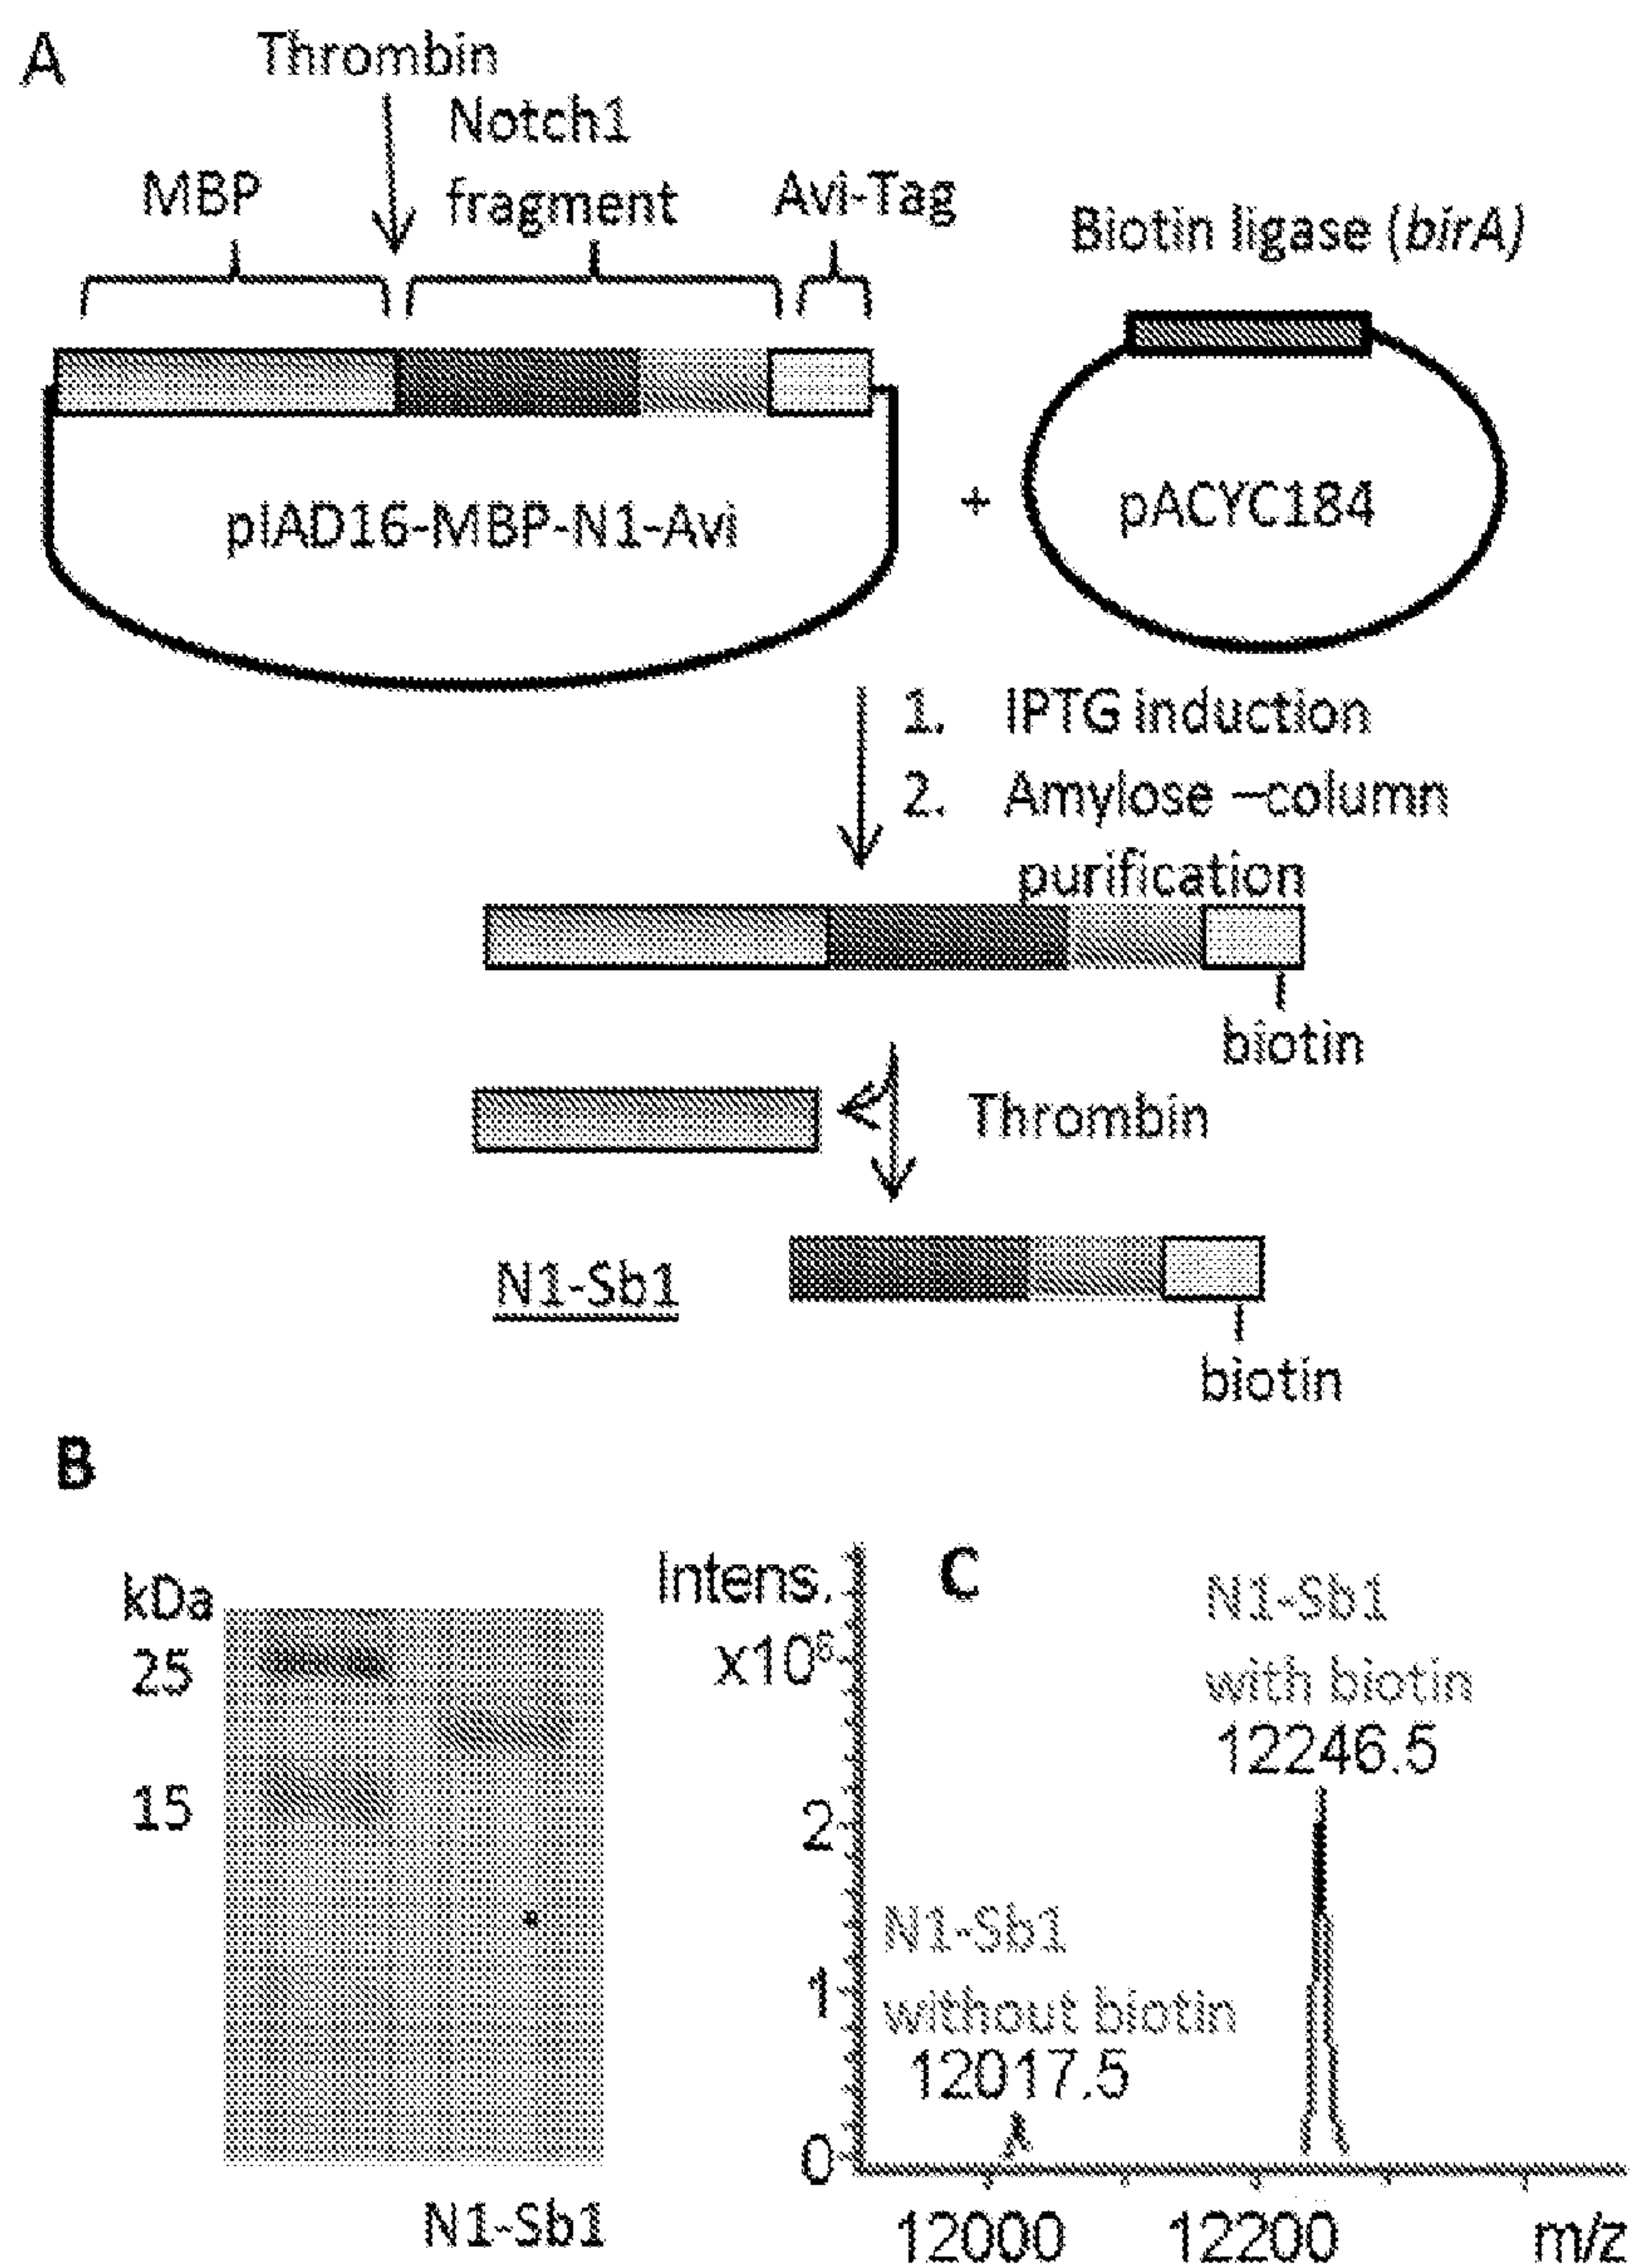 A
Thrombin
Notch1
fragment
MBP
Avi-Tag
Biotin ligase (birA)
pIAD16-MBP-N1-Avi
+
pACYC184
1. IPTG induction
2. Amylose –column
purification
biotin
Thrombin
N1-Sb1
biotin
B
kDa
25
15
N1-Sb1
C
Intens.
x10⁸
2
1
0
N1-Sb1
with biotin
12246.5
N1-Sb1
without biotin
12017.5
12000 12200 m/z